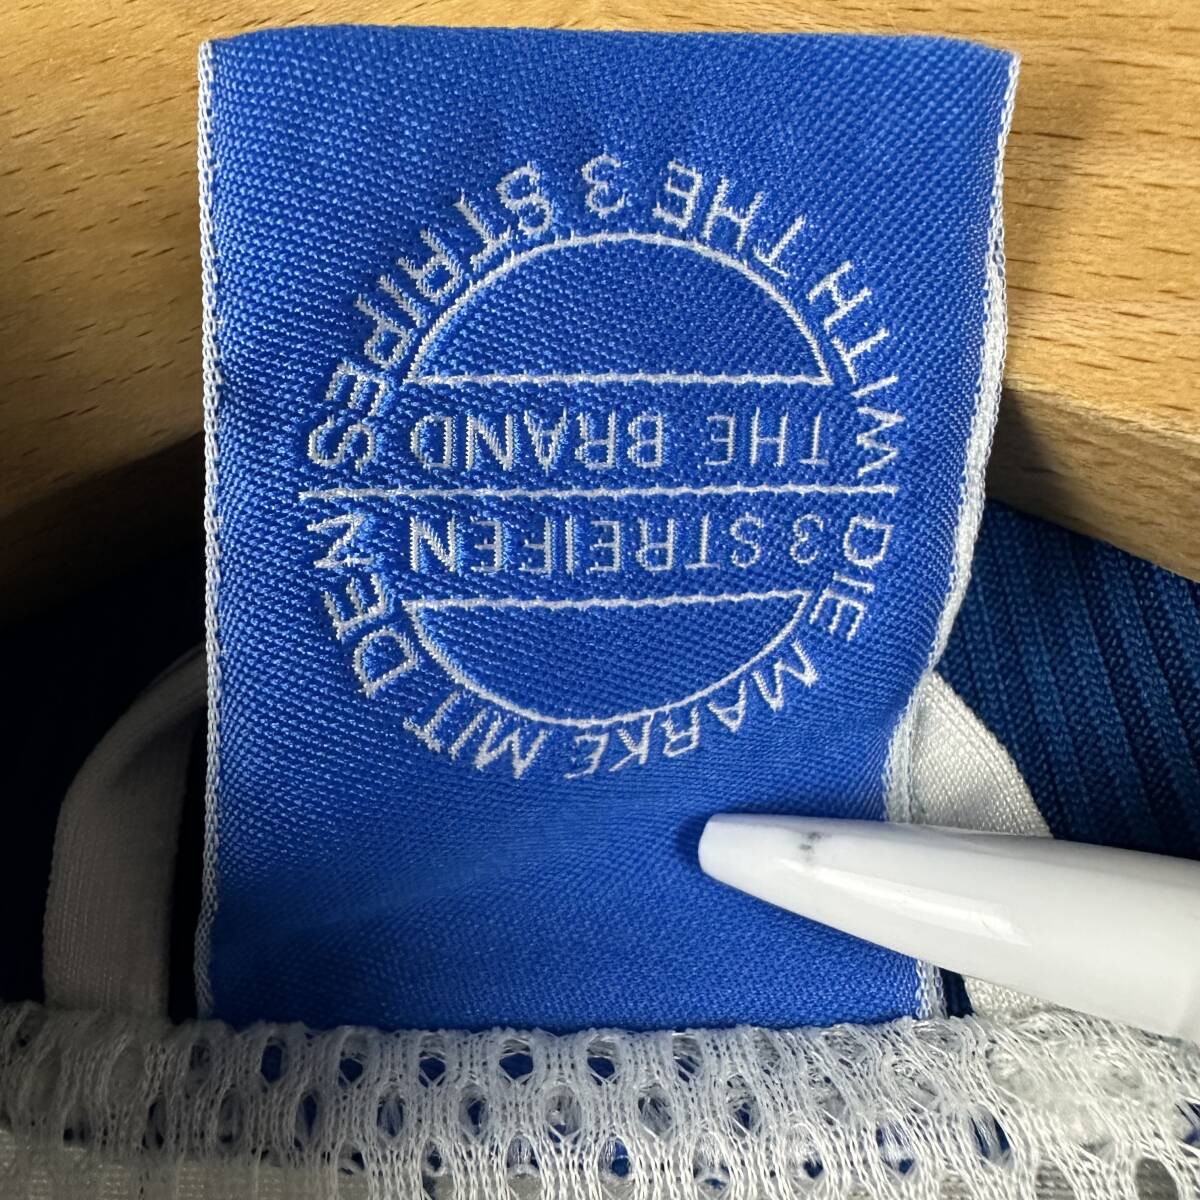 DIE MARKE MIT DEN
3 STREIFEN
THE BRAND
WITH THE 3 STRIPES